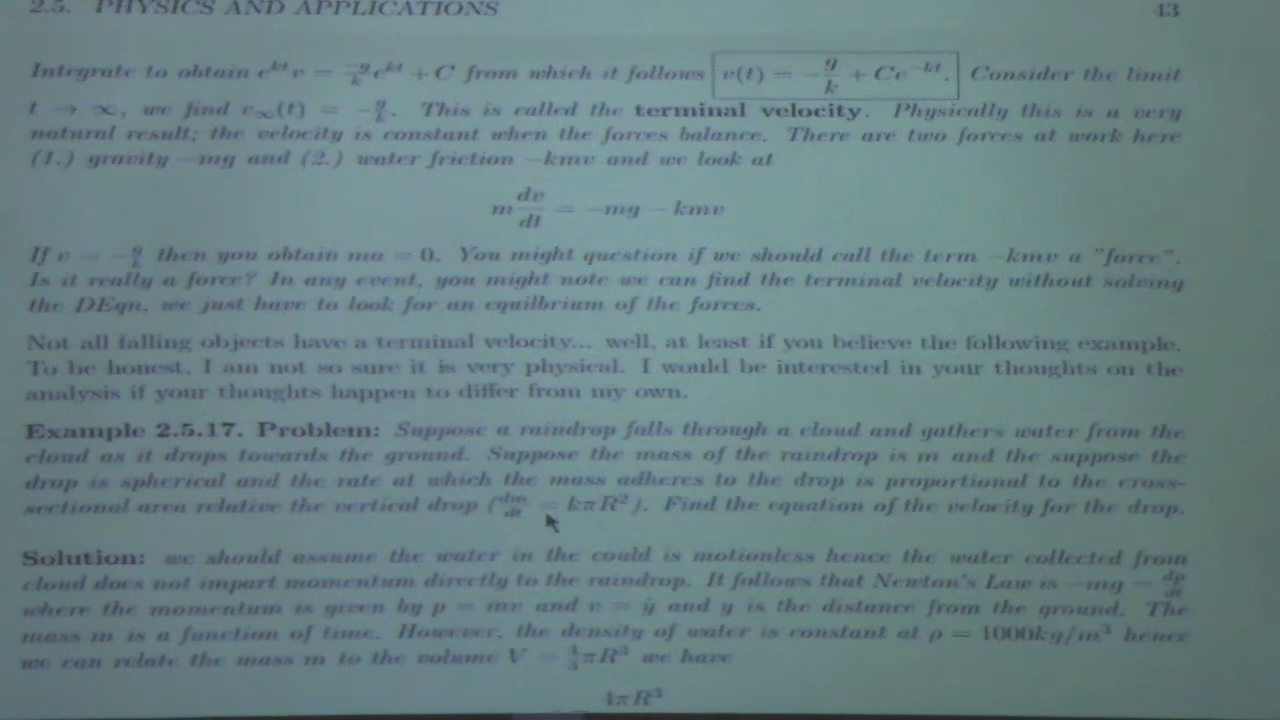 2.5. PHYSICS AND APPLICATIONS 43
Integrate to obtain e^{kt}v = \frac{-g}{k}e^{kt} + C from which it follows v(t) = -\frac{g}{k} + Ce^{-kt}. Consider the limit
t → ∞, we find v_∞(t) = -\frac{g}{k}. This is called the terminal velocity. Physically this is a very
natural result; the velocity is constant when the forces balance. There are two forces at work here
(1.) gravity −mg and (2.) water friction −kmv and we look at
m\frac{dv}{dt} = −mg − kmv
If v = -\frac{g}{k} then you obtain ma = 0. You might question if we should call the term −kmv a "force".
Is it really a force? In any event, you might note we can find the terminal velocity without solving
the DEqn, we just have to look for an equilbrium of the forces.
Not all falling objects have a terminal velocity... well, at least if you believe the following example.
To be honest, I am not so sure it is very physical. I would be interested in your thoughts on the
analysis if your thoughts happen to differ from my own.
Example 2.5.17. Problem: Suppose a raindrop falls through a cloud and gathers water from the
cloud as it drops towards the ground. Suppose the mass of the raindrop is m and the suppose the
drop is spherical and the rate at which the mass adheres to the drop is proportional to the cross-
sectional area relative the vertical drop (\frac{dm}{dt} = kπR²). Find the equation of the velocity for the drop.
Solution: we should assume the water in the could is motionless hence the water collected from
cloud does not impart momentum directly to the raindrop. It follows that Newton's Law is −mg = \frac{dp}{dt}
where the momentum is given by p = mv and v = ẏ and y is the distance from the ground. The
mass m is a function of time. However, the density of water is constant at ρ = 1000kg/m³ hence
we can relate the mass m to the volume V = \frac{4}{3}πR³ we have
4πR³